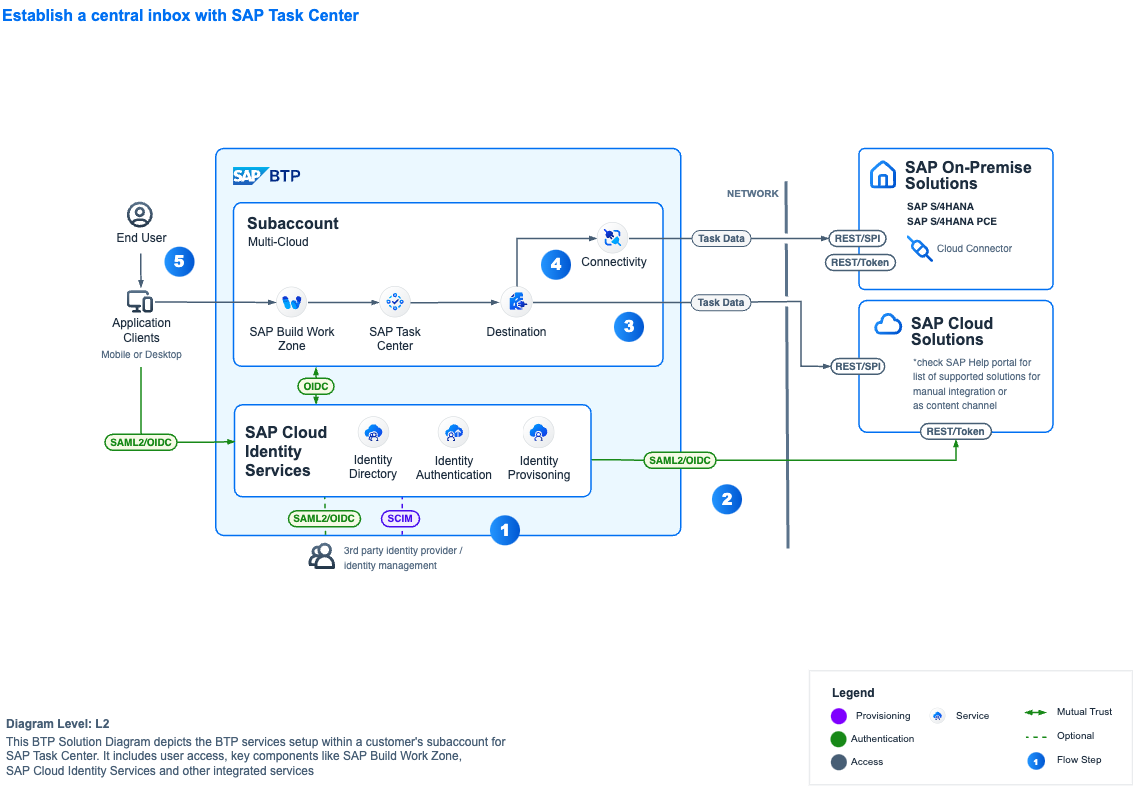 Establish a central inbox with SAP Task Center
SAP BTP
NETWORK
SAP On-Premise
Solutions
SAP S/4HANA
SAP S/4HANA PCE
Cloud Connector
REST/SPI
REST/Token
End User
5
Subaccount
Multi-Cloud
4
Connectivity
Task Data
Application
Clients
Mobile or Desktop
SAP Build Work
Zone
SAP Task
Center
Destination
3
Task Data
SAP Cloud
Solutions
*check SAP Help portal for
list of supported solutions for
manual integration or
as content channel
REST/SPI
REST/Token
OIDC
SAML2/OIDC
SAP Cloud
Identity
Services
Identity
Directory
Identity
Authentication
Identity
Provisoning
SAML2/OIDC
2
SAML2/OIDC
SCIM
1
3rd party identity provider /
identity management
Diagram Level: L2
This BTP Solution Diagram depicts the BTP services setup within a customer's subaccount for
SAP Task Center. It includes user access, key components like SAP Build Work Zone,
SAP Cloud Identity Services and other integrated services
Legend
Provisioning
Service
Mutual Trust
Authentication
Optional
Access
1
Flow Step